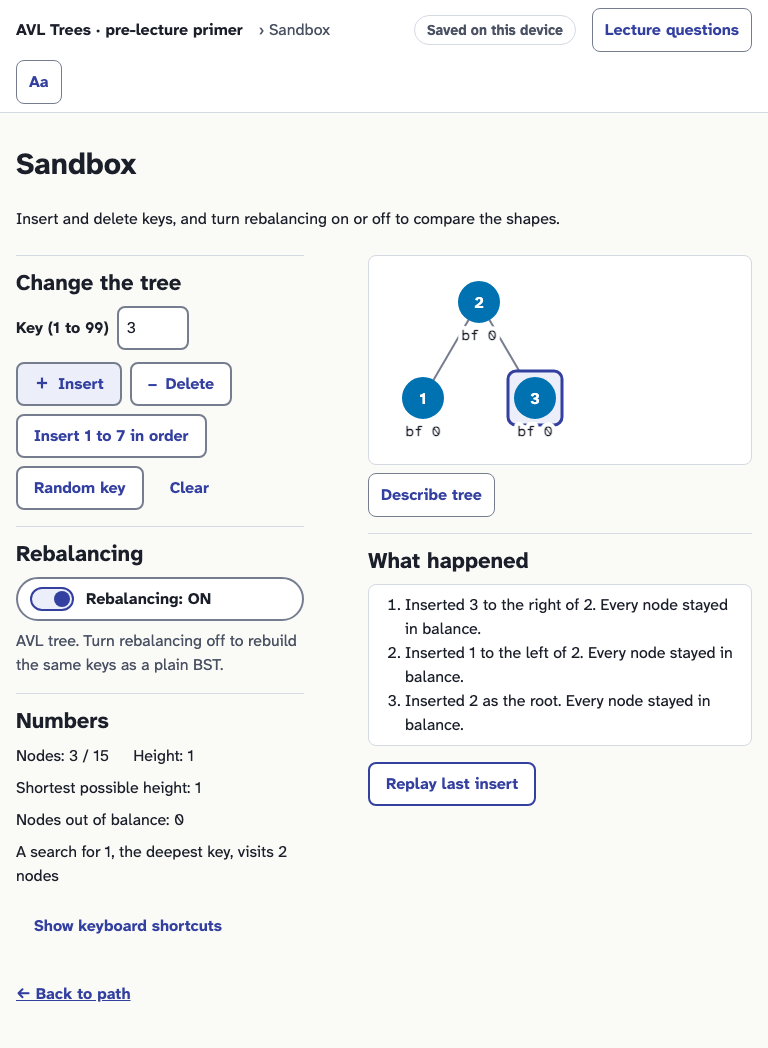 AVL Trees · pre-lecture primer › Sandbox Saved on this device Lecture questions
Aa
Sandbox
Insert and delete keys, and turn rebalancing on or off to compare the shapes.
Change the tree
Key (1 to 99) 3
+ Insert – Delete
Insert 1 to 7 in order
Random key Clear
Rebalancing
Rebalancing: ON
AVL tree. Turn rebalancing off to rebuild
the same keys as a plain BST.
Numbers
Nodes: 3 / 15 Height: 1
Shortest possible height: 1
Nodes out of balance: 0
A search for 1, the deepest key, visits 2
nodes
Show keyboard shortcuts
← Back to path
2
bf 0
1 3
bf 0 bf 0
Describe tree
What happened
1. Inserted 3 to the right of 2. Every node stayed
in balance.
2. Inserted 1 to the left of 2. Every node stayed in
balance.
3. Inserted 2 as the root. Every node stayed in
balance.
Replay last insert